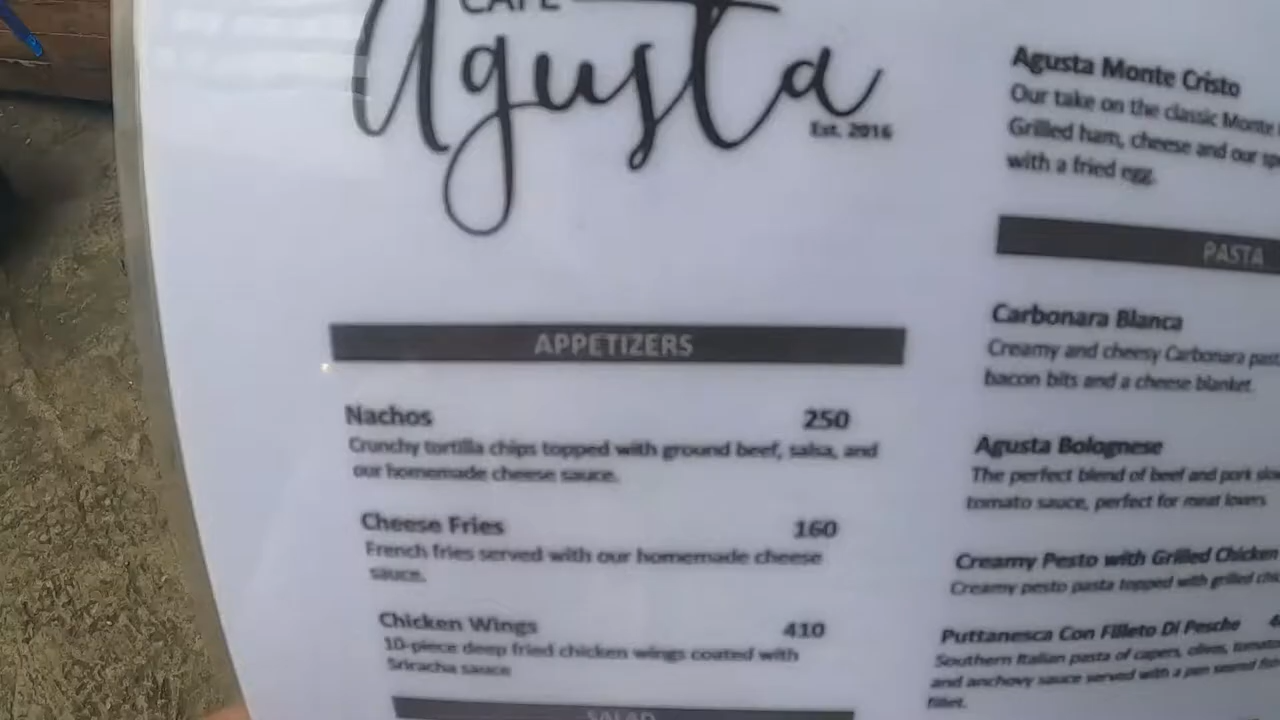 CAFE
Agusta
Est. 2016
APPETIZERS
Nachos 250
Crunchy tortilla chips topped with ground beef, salsa, and
our homemade cheese sauce.
Cheese Fries 160
French fries served with our homemade cheese
sauce.
Chicken Wings 410
10-piece deep fried chicken wings coated with
Sriracha sauce
SALAD
Agusta Monte Cristo
Our take on the classic Monte
Grilled ham, cheese and our
with a fried egg.
PASTA
Carbonara Blanca
Creamy and cheesy Carbonara
bacon bits and a cheese blanket.
Agusta Bolognese
The perfect blend of beef and pork
tomato sauce, perfect for meat lovers
Creamy Pesto with Grilled Chicken
Creamy pesto pasta topped with grilled
Puttanesca Con Filleto Di Pesche
Southern Italian pasta of capers, olives,
and anchovy sauce served with a pan seared
fillet.